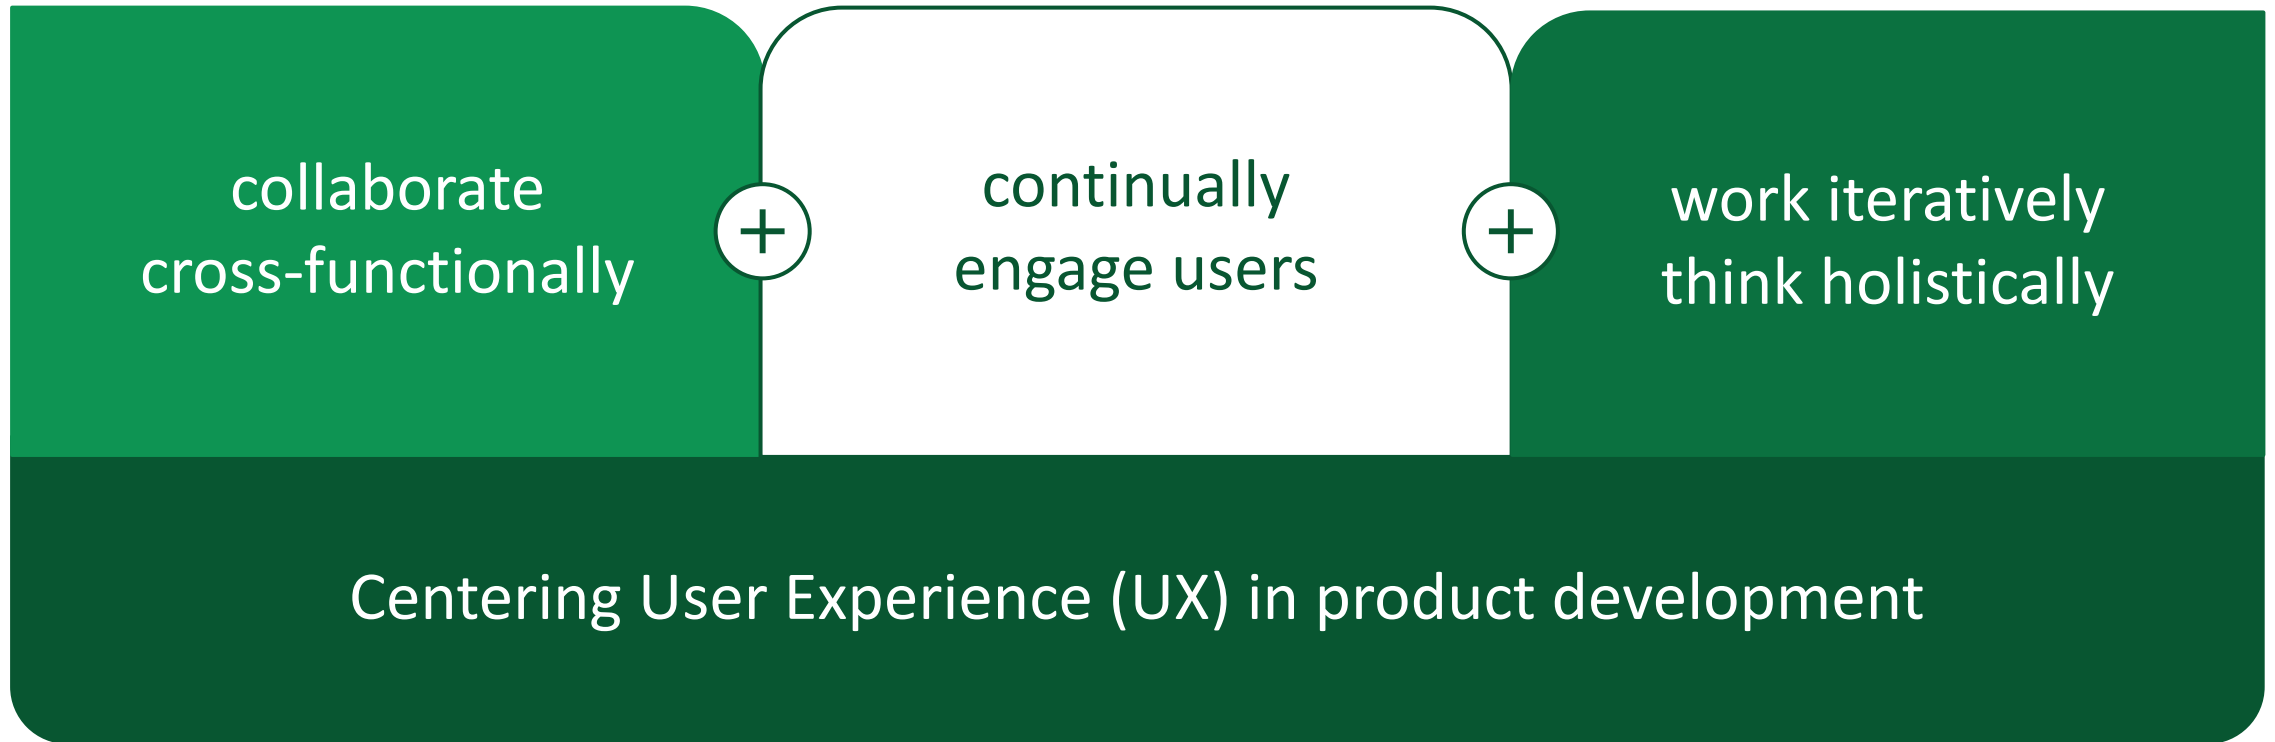 collaborate
cross-functionally
+
continually
engage users
+
work iteratively
think holistically
Centering User Experience (UX) in product development